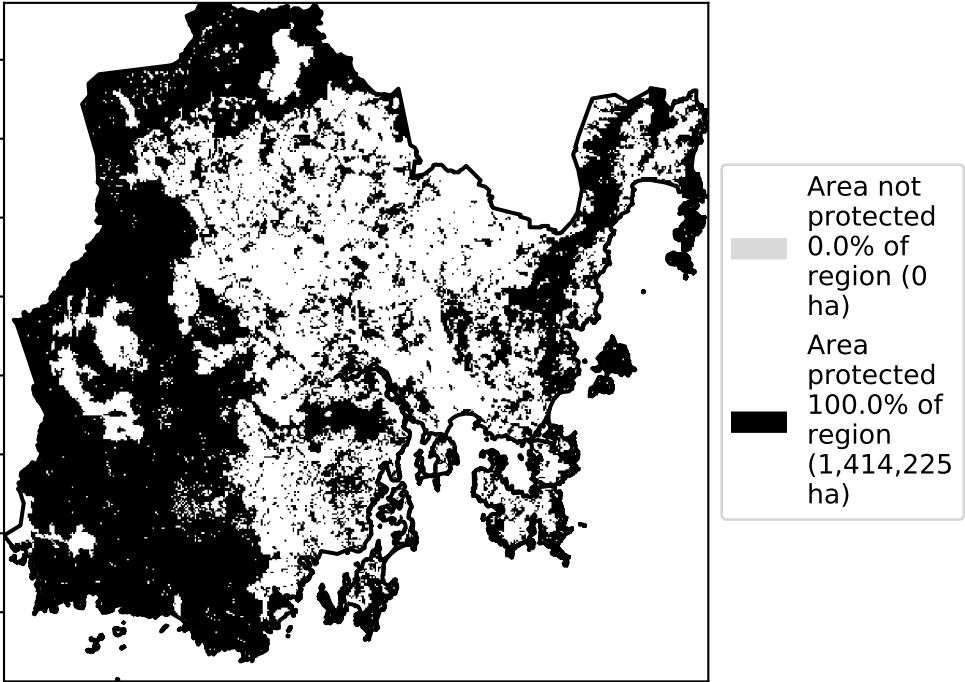 Area not
protected
0.0% of
region (0
ha)
Area
protected
100.0% of
region
(1,414,225
ha)